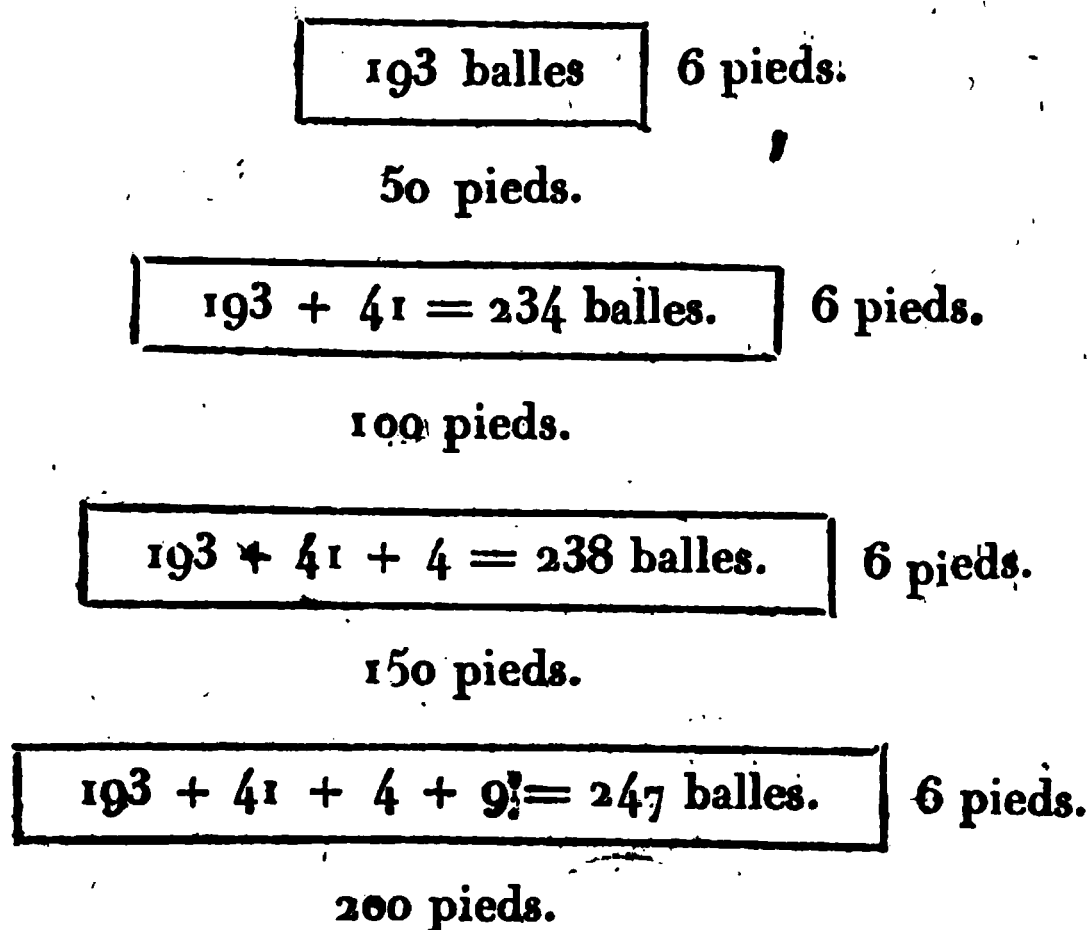 193 balles 6 pieds.
50 pieds.
193 + 41 = 234 balles. 6 pieds.
100 pieds.
193 + 41 + 4 = 238 balles. 6 pieds.
150 pieds.
193 + 41 + 4 + 9 = 247 balles. 6 pieds.
200 pieds.